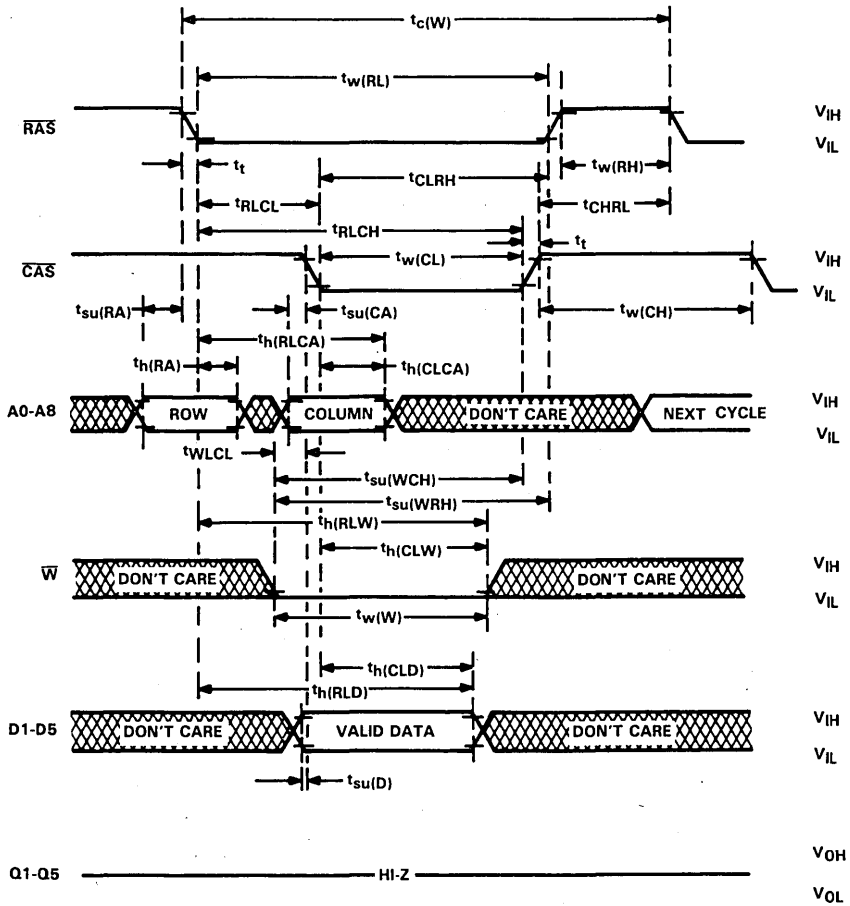 tc(W)
tw(RL)
RAS
VIH
VIL
tt
tCLRH
tw(RH)
tRLCL
tCHRL
tRLCH
tt
CAS
tw(CL)
VIH
VIL
tsu(RA)
tsu(CA)
tw(CH)
th(RLCA)
th(RA)
th(CLCA)
A0-A8
ROW
COLUMN
DON'T CARE
NEXT CYCLE
VIH
VIL
tWLCL
tsu(WCH)
tsu(WRH)
th(RLW)
th(CLW)
W
DON'T CARE
DON'T CARE
VIH
VIL
tw(W)
th(CLD)
th(RLD)
D1-D5
DON'T CARE
VALID DATA
DON'T CARE
VIH
VIL
tsu(D)
Q1-Q5
HI-Z
VOH
VOL